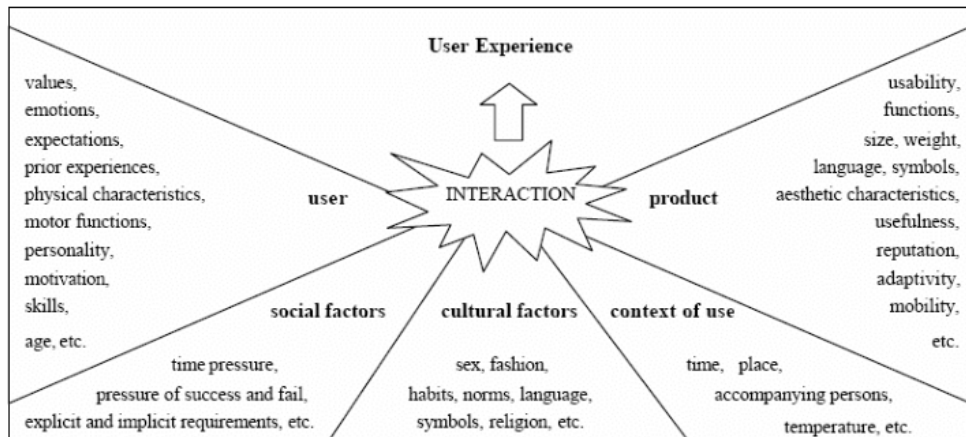 User Experience
values,
emotions,
expectations,
prior experiences,
physical characteristics,
motor functions,
personality,
motivation,
skills,
age, etc.
user
INTERACTION
product
usability,
functions,
size, weight,
language, symbols,
aesthetic characteristics,
usefulness,
reputation,
adaptivity,
mobility,
etc.
social factors
time pressure,
pressure of success and fail,
explicit and implicit requirements, etc.
cultural factors
sex, fashion,
habits, norms, language,
symbols, religion, etc.
context of use
time, place,
accompanying persons,
temperature, etc.